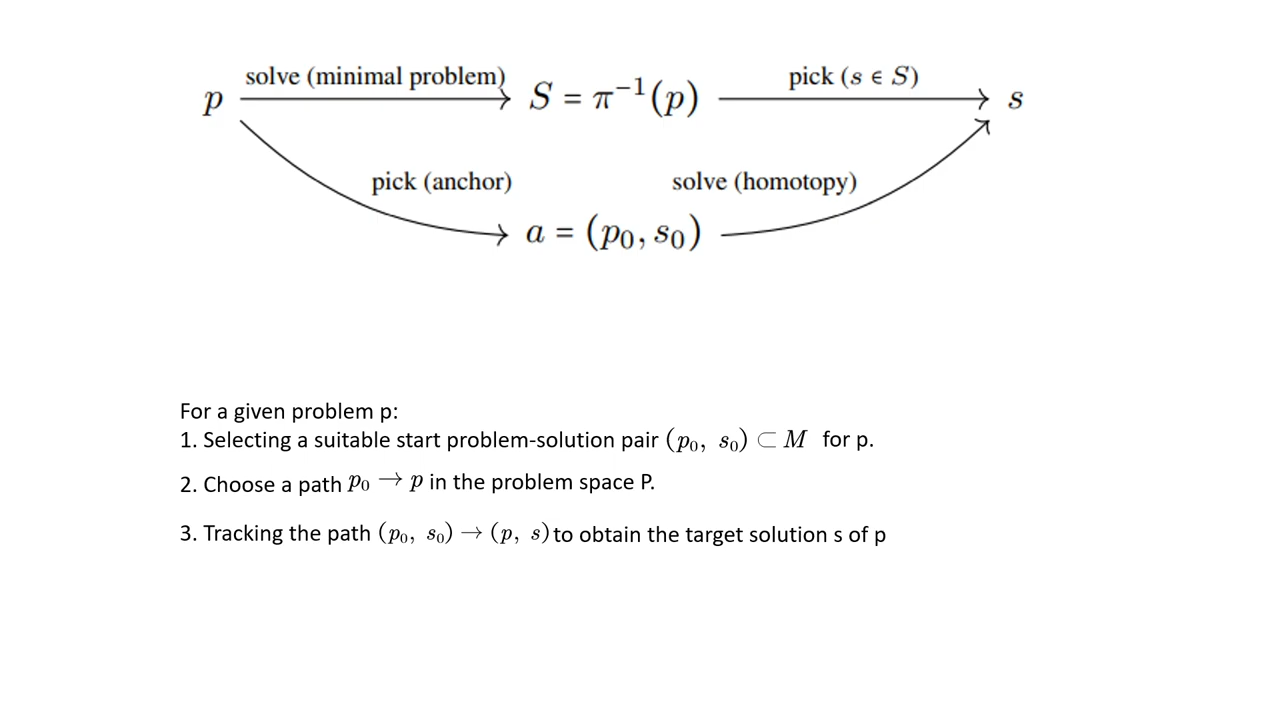 solve (minimal problem)
pick (s ∈ S)
p
S = π⁻¹(p)
s
pick (anchor)
solve (homotopy)
a = (p₀, s₀)
For a given problem p:
1. Selecting a suitable start problem-solution pair (p₀, s₀) ⊂ M for p.
2. Choose a path p₀ → p in the problem space P.
3. Tracking the path (p₀, s₀) → (p, s) to obtain the target solution s of p